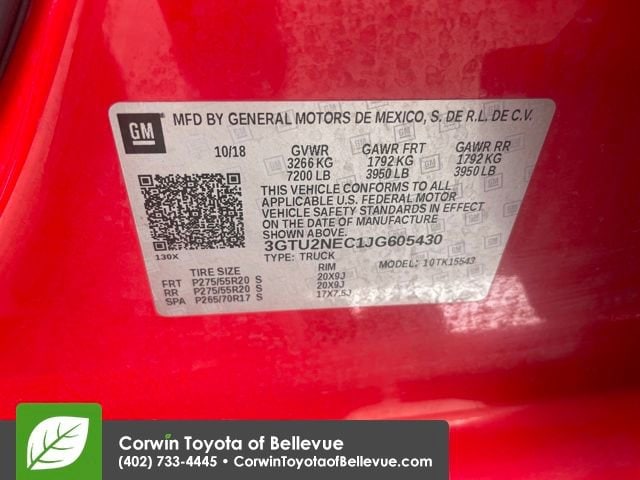 GM
MFD BY GENERAL MOTORS DE MEXICO, S. DE R.L. DE C.V.
10/18 GVWR GAWR FRT GAWR RR
3266 KG 1792 KG 1792 KG
7200 LB 3950 LB 3950 LB
THIS VEHICLE CONFORMS TO ALL
APPLICABLE U.S. FEDERAL MOTOR
VEHICLE SAFETY STANDARDS IN EFFECT
ON THE DATE OF MANUFACTURE
SHOWN ABOVE.
3GTU2NEC1JG605430
130X
TYPE: TRUCK MODEL: 10TK15543
TIRE SIZE RIM
FRT P275/55R20 S 20X9J
RR P275/55R20 S 20X9J
SPA P265/70R17 S 17X7.5J
Corwin Toyota of Bellevue
(402) 733-4445 • CorwinToyotaofBellevue.com